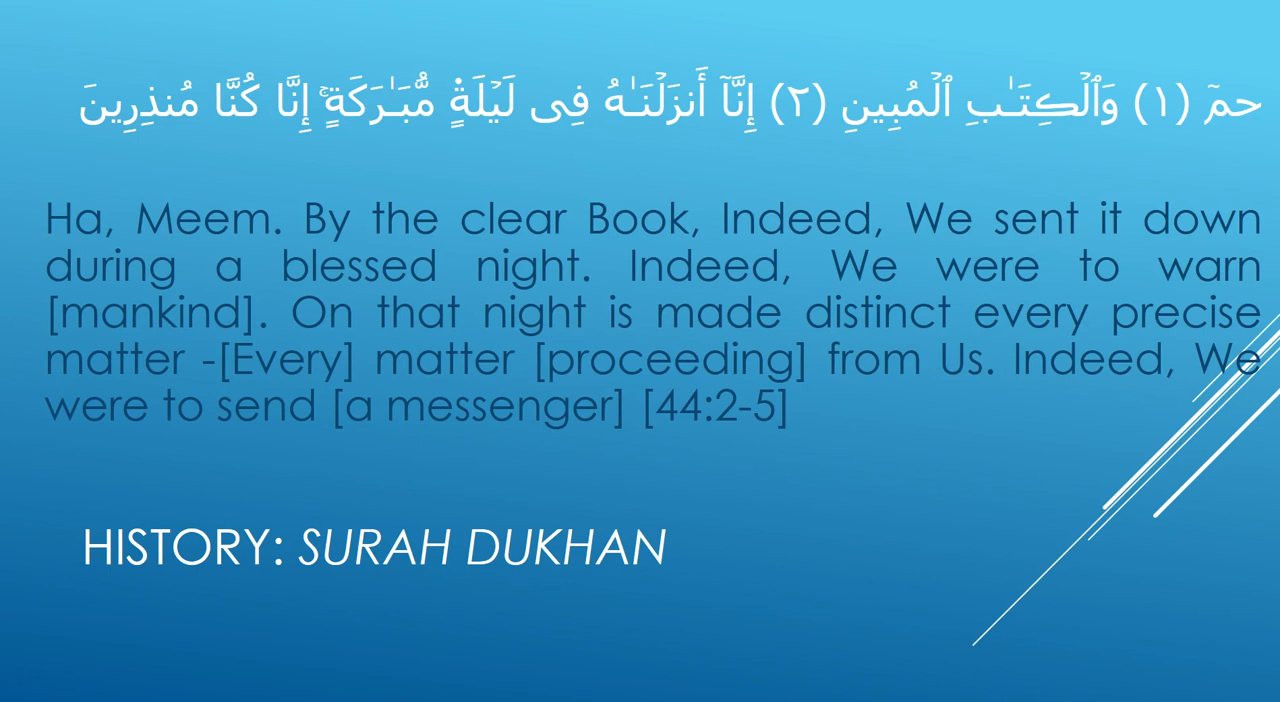 حمٓ (١) وَٱلْڪِتَـٰبِ ٱلْمُبِينِ (٢) إِنَّآ أَنزَلْنَـٰهُ فِى لَيْلَةٍ۬ مُّبَـٰرَكَةٍ‌ۚ إِنَّا كُنَّا مُنذِرِينَ
Ha, Meem. By the clear Book, Indeed, We sent it down
during a blessed night. Indeed, We were to warn
[mankind]. On that night is made distinct every precise
matter -[Every] matter [proceeding] from Us. Indeed, We
were to send [a messenger] [44:2-5]
HISTORY: SURAH DUKHAN